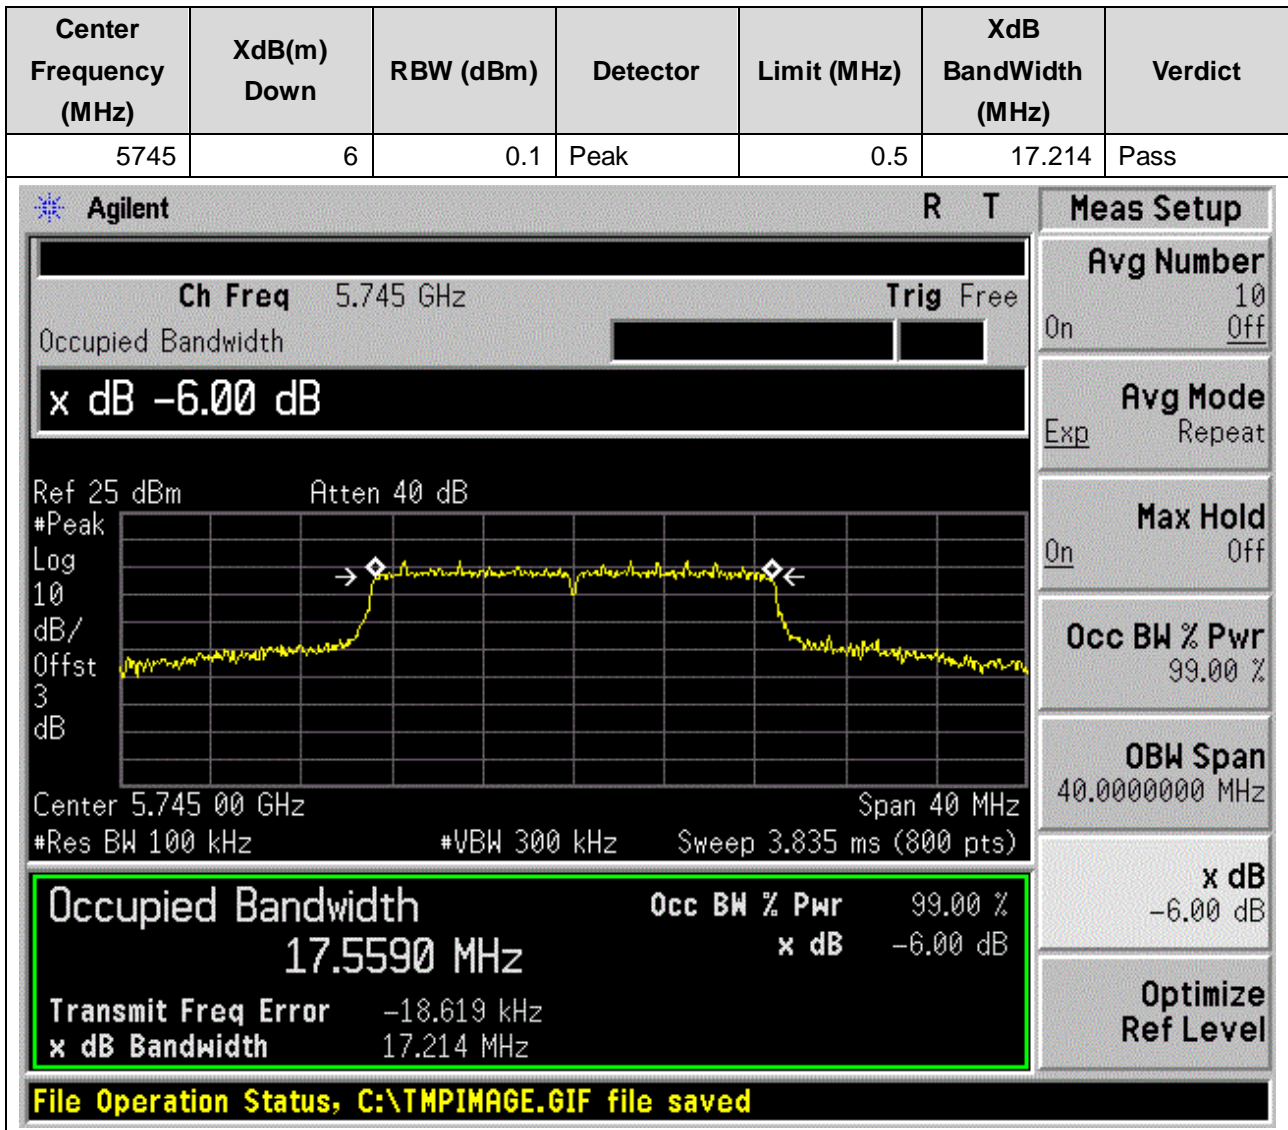 Center Frequency (MHz) XdB(m) Down RBW (dBm) Detector Limit (MHz) XdB BandWidth (MHz) Verdict
5745 6 0.1 Peak 0.5 17.214 Pass
Agilent R T Meas Setup
Ch Freq 5.745 GHz Trig Free
Occupied Bandwidth
x dB -6.00 dB
Ref 25 dBm Atten 40 dB
#Peak
Log
10
dB/
Offst
3
dB
Center 5.745 00 GHz Span 40 MHz
#Res BW 100 kHz #VBW 300 kHz Sweep 3.835 ms (800 pts)
Occupied Bandwidth Occ BW % Pwr 99.00 %
17.5590 MHz x dB -6.00 dB
Transmit Freq Error -18.619 kHz
x dB Bandwidth 17.214 MHz
Avg Number
10
On Off
Avg Mode
Exp Repeat
Max Hold
On Off
Occ BW % Pwr
99.00 %
OBW Span
40.0000000 MHz
x dB
-6.00 dB
Optimize
Ref Level
File Operation Status, C:\TMPIMAGE.GIF file saved